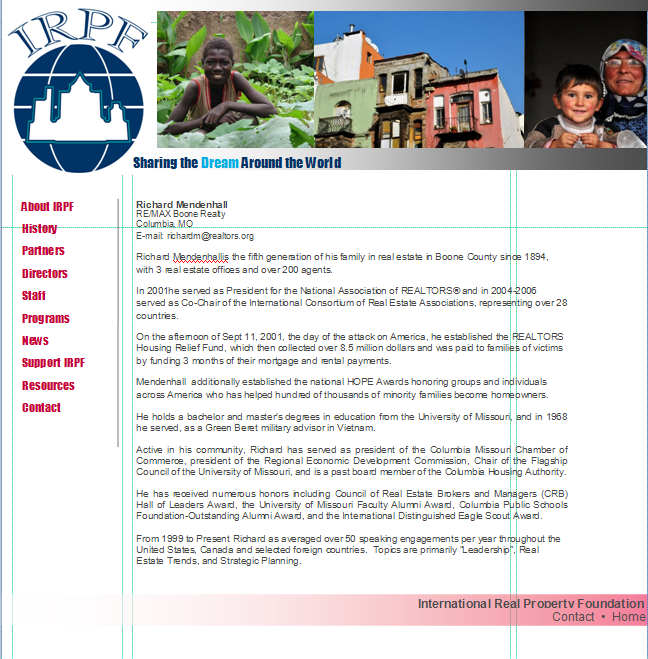 IRPF
Sharing the Dream Around the World
About IRPF
History
Partners
Directors
Staff
Programs
News
Support IRPF
Resources
Contact
Richard Mendenhall
RE/MAX Boone Realty
Columbia, MO
E-mail: richardm@realtors.org
Richard Mendenhallis the fifth generation of his family in real estate in Boone County since 1894,
with 3 real estate offices and over 200 agents.
In 2001he served as President for the National Association of REALTORS® and in 2004-2006
served as Co-Chair of the International Consortium of Real Estate Associations, representing over 28
countries.
On the afternoon of Sept 11, 2001, the day of the attack on America, he established the REALTORS
Housing Relief Fund, which then collected over 8.5 million dollars and was paid to families of victims
by funding 3 months of their mortgage and rental payments.
Mendenhall additionally established the national HOPE Awards honoring groups and individuals
across America who has helped hundred of thousands of minority families become homeowners.
He holds a bachelor and master's degrees in education from the University of Missouri, and in 1968
he served, as a Green Beret military advisor in Vietnam.
Active in his community, Richard has served as president of the Columbia Missouri Chamber of
Commerce, president of the Regional Economic Development Commission, Chair of the Flagship
Council of the University of Missouri, and is a past board member of the Columbia Housing Authority.
He has received numerous honors including Council of Real Estate Brokers and Managers (CRB)
Hall of Leaders Award, the University of Missouri Faculty Alumni Award, Columbia Public Schools
Foundation-Outstanding Alumni Award, and the International Distinguished Eagle Scout Award.
From 1999 to Present Richard as averaged over 50 speaking engagements per year throughout the
United States, Canada and selected foreign countries. Topics are primarily "Leadership", Real
Estate Trends, and Strategic Planning.
International Real Property Foundation
Contact • Home